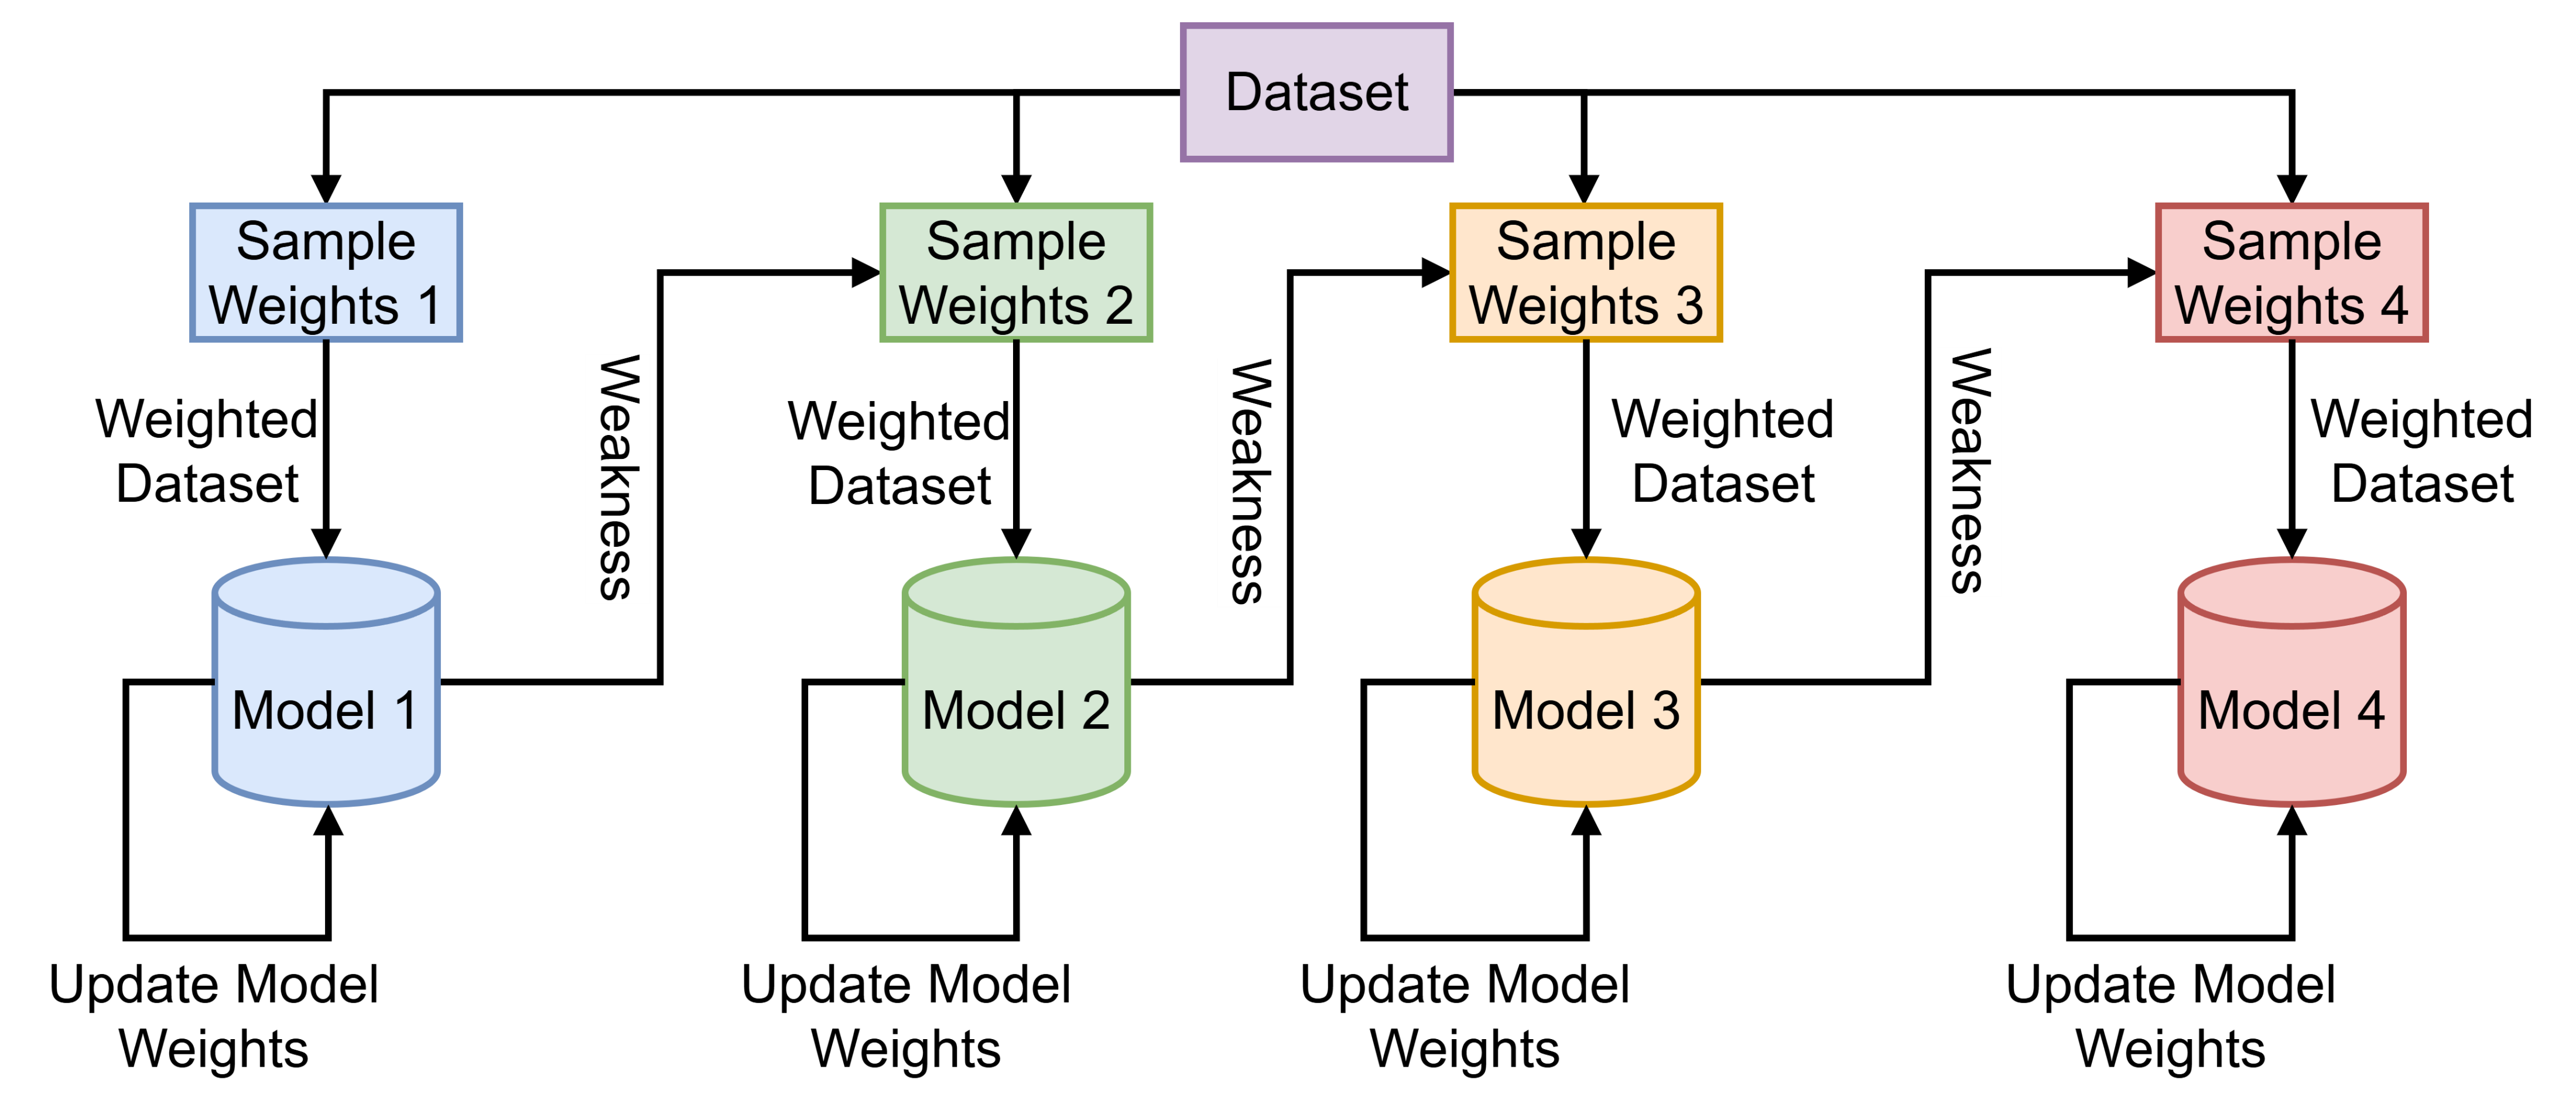 Dataset
Sample
Weights 1
Sample
Weights 2
Sample
Weights 3
Sample
Weights 4
Weighted
Dataset
Weakness
Weighted
Dataset
Weakness
Weighted
Dataset
Weakness
Weighted
Dataset
Model 1
Model 2
Model 3
Model 4
Update Model
Weights
Update Model
Weights
Update Model
Weights
Update Model
Weights